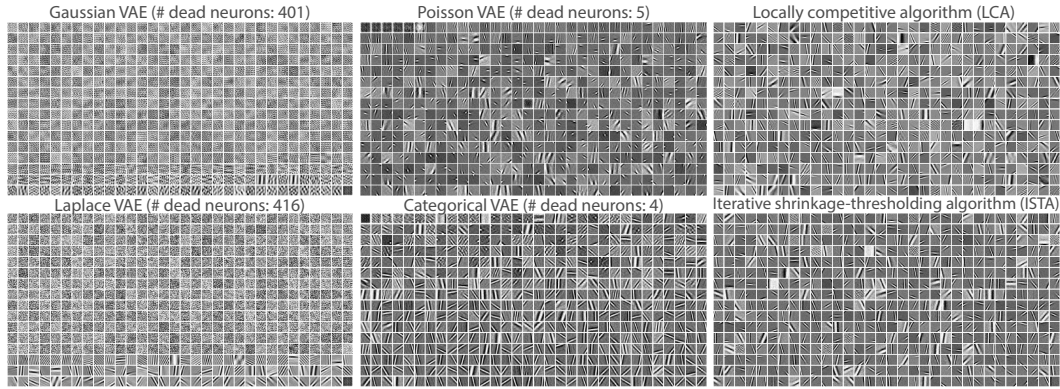 Gaussian VAE (# dead neurons: 401)
Poisson VAE (# dead neurons: 5)
Locally competitive algorithm (LCA)
Laplace VAE (# dead neurons: 416)
Categorical VAE (# dead neurons: 4)
Iterative shrinkage-thresholding algorithm (ISTA)